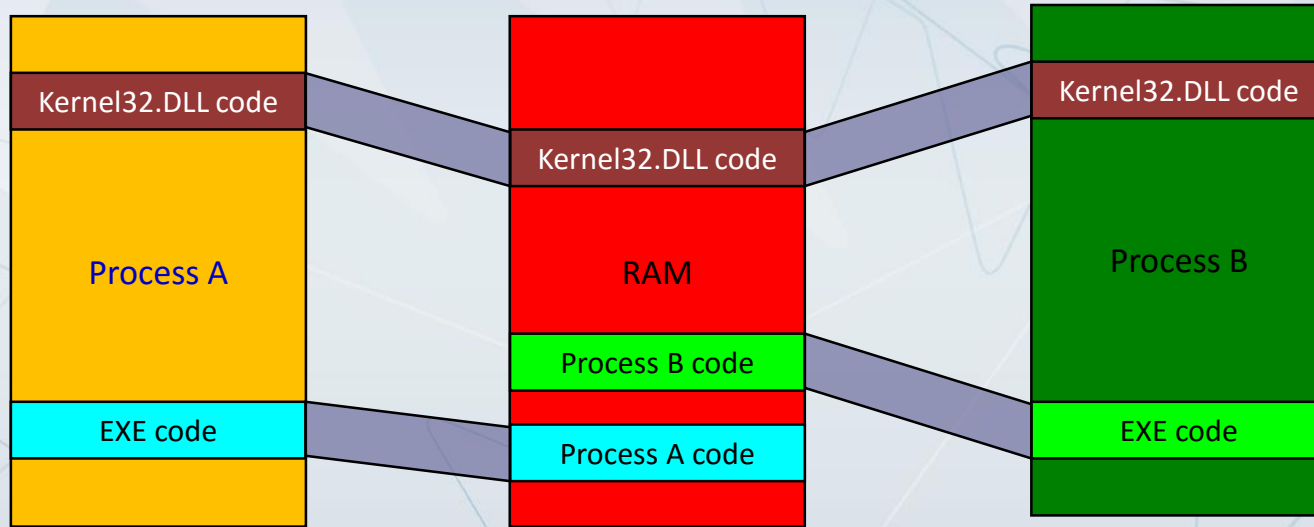 Kernel32.DLL code
Process A
EXE code
Kernel32.DLL code
RAM
Process B code
Process A code
Kernel32.DLL code
Process B
EXE code